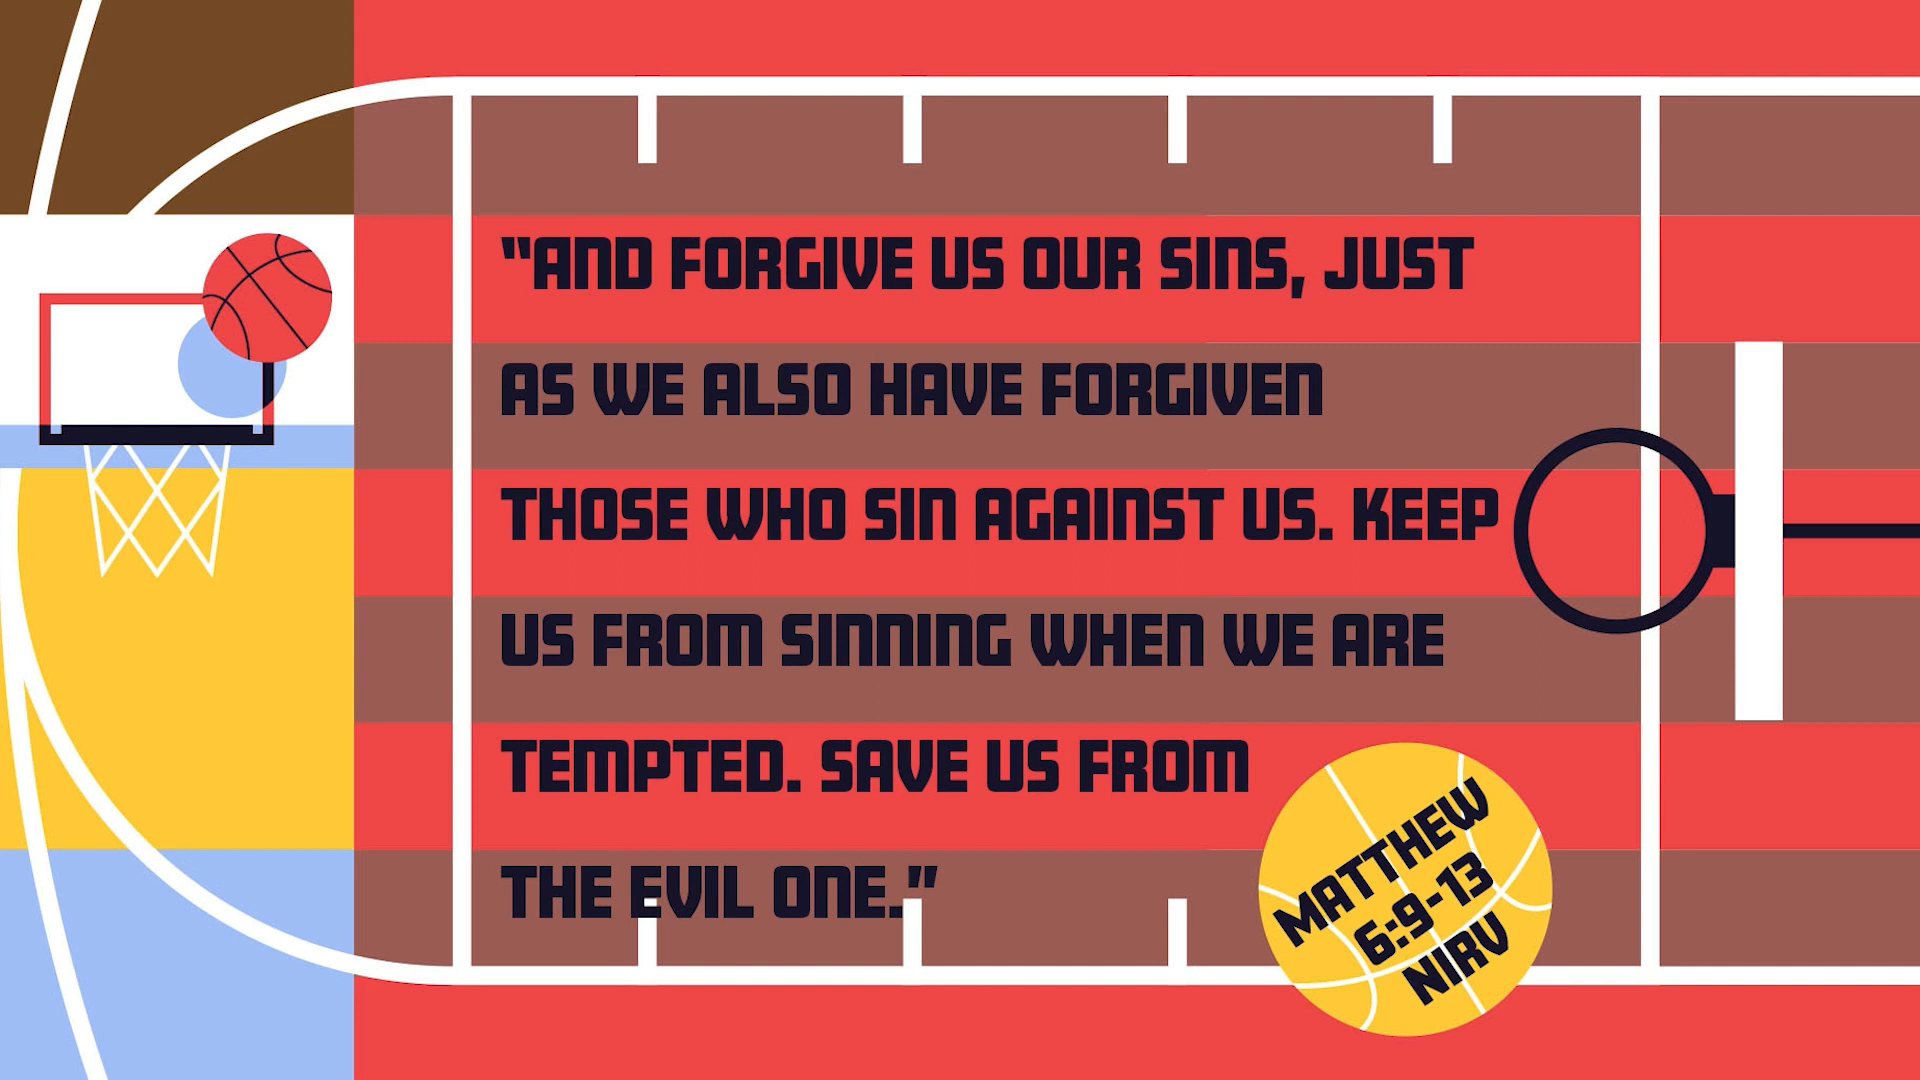 “AND FORGIVE US OUR SINS, JUST
AS WE ALSO HAVE FORGIVEN
THOSE WHO SIN AGAINST US. KEEP
US FROM SINNING WHEN WE ARE
TEMPTED. SAVE US FROM
THE EVIL ONE.”
MATTHEW
6:9-13
NIRV